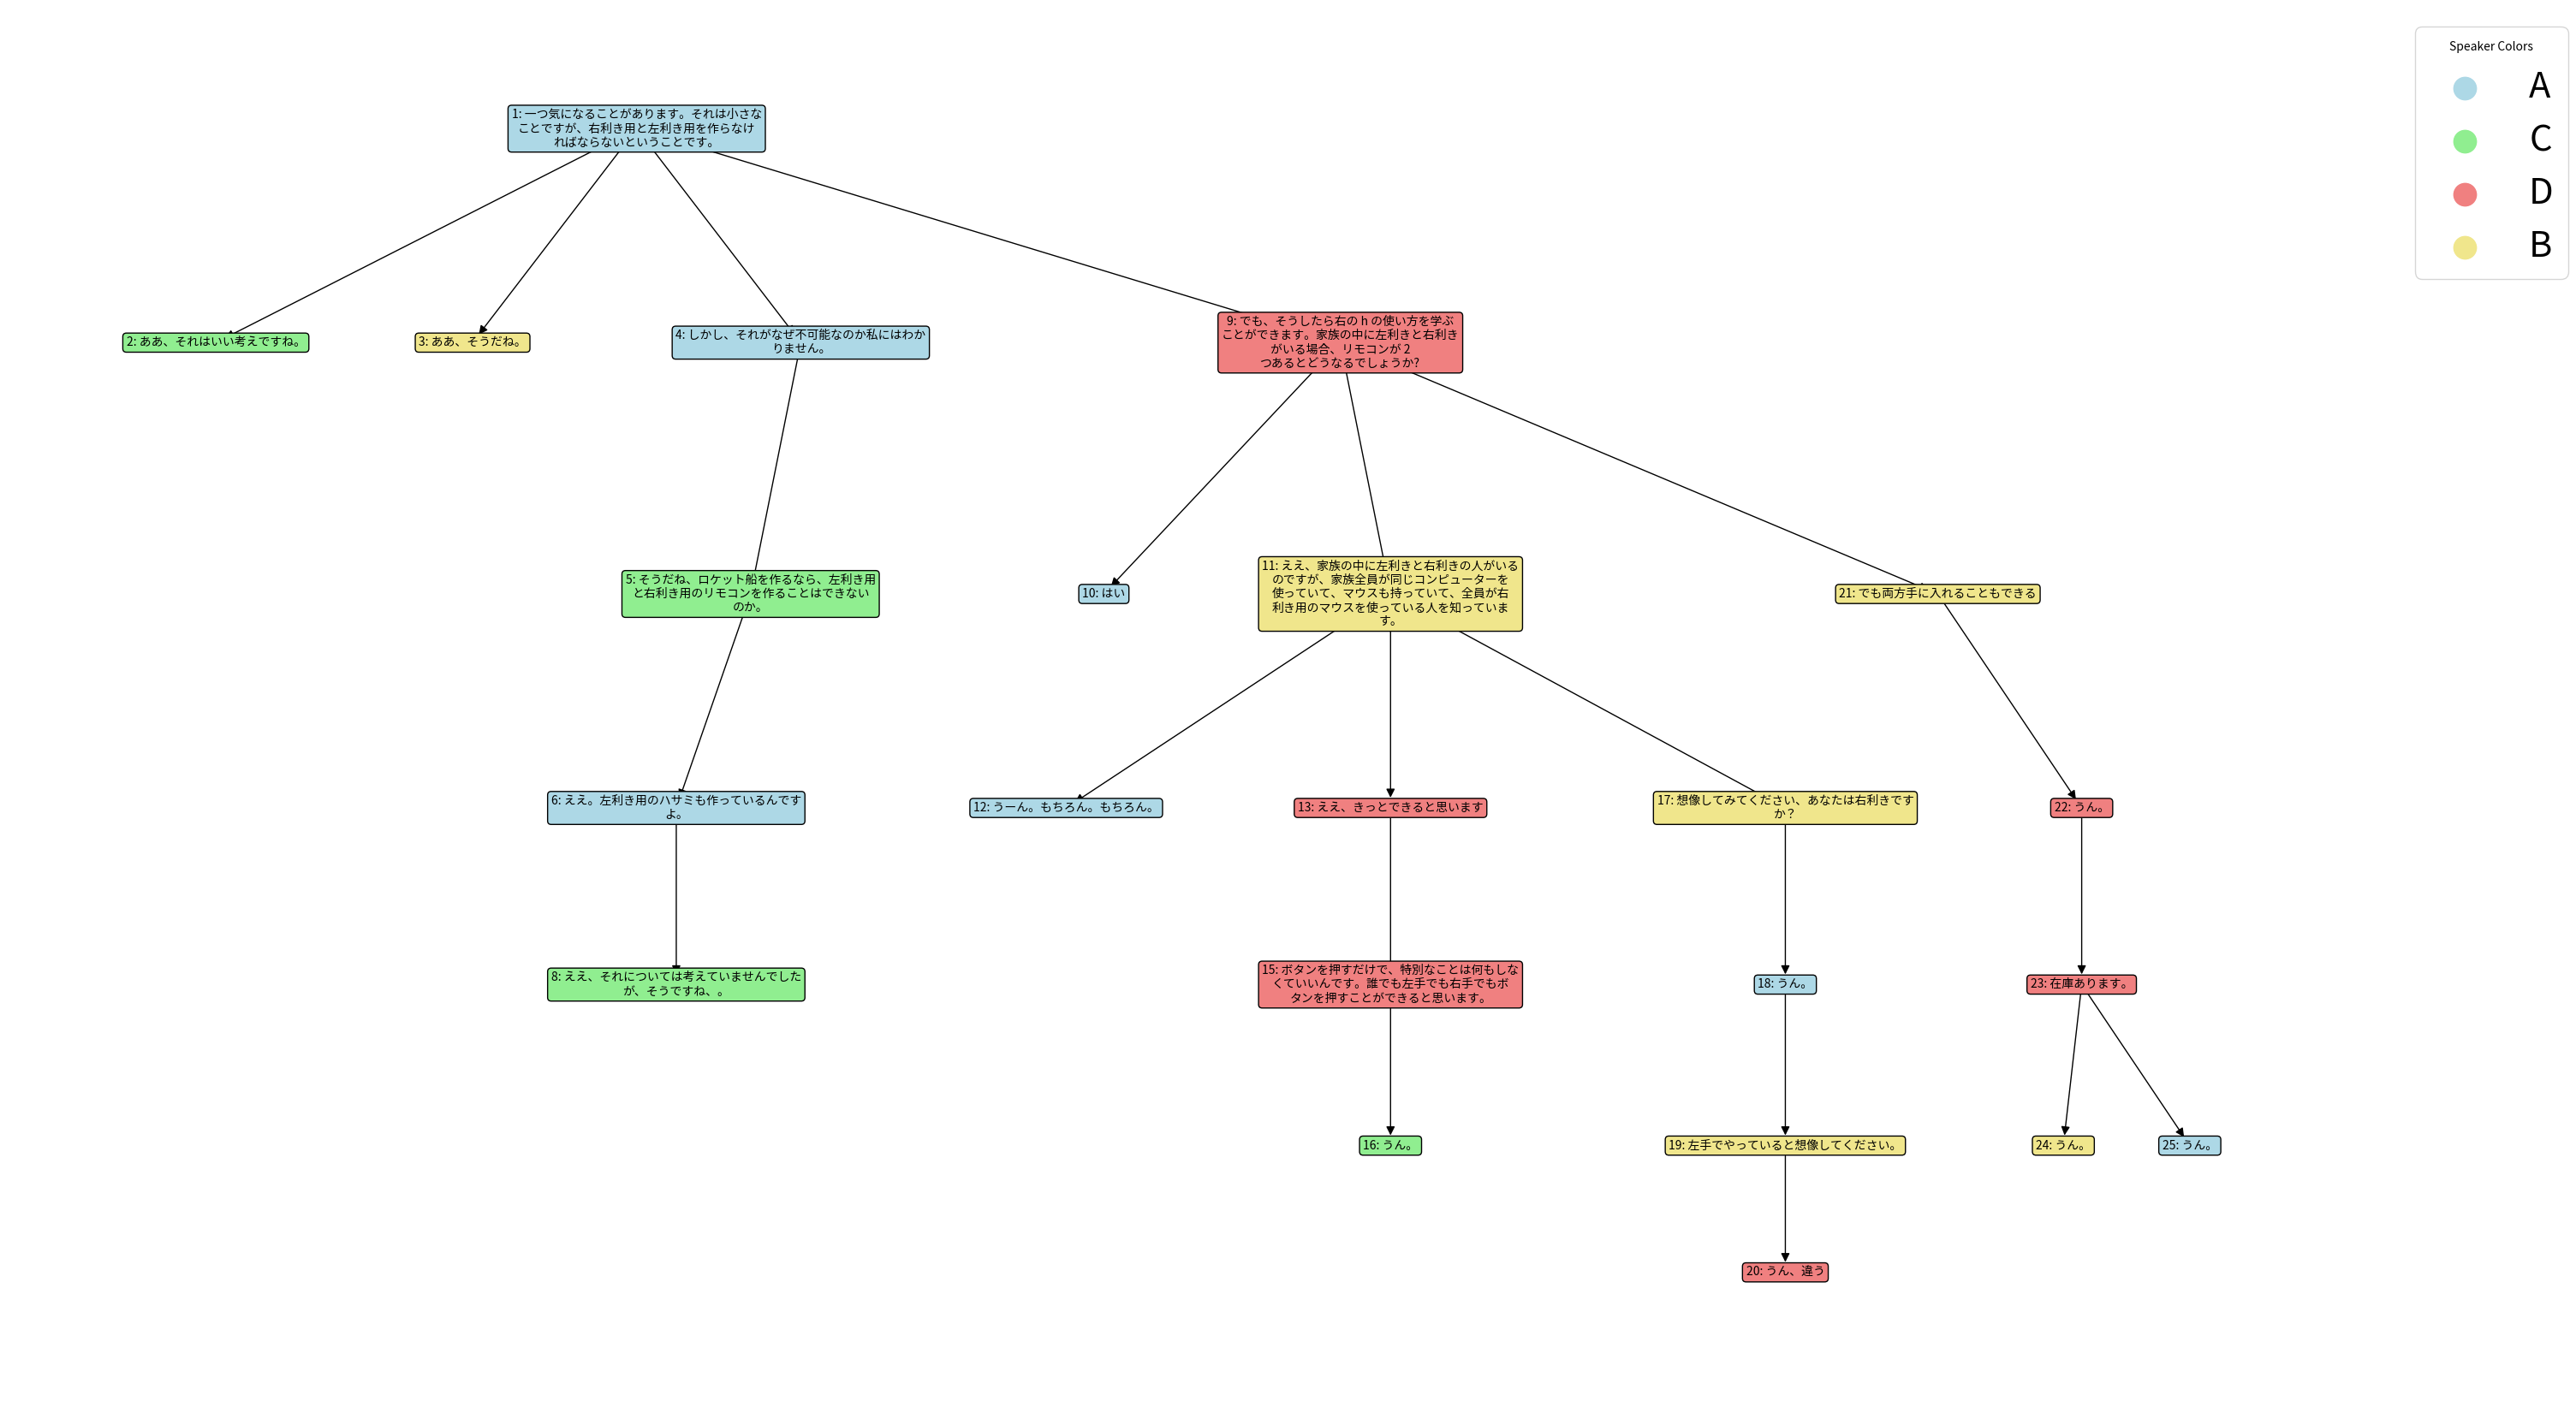 Speaker Colors
A
C
D
B
1: 一つ気になることがあります。それは小さな
ことですが、右利き用と左利き用を作らなけ
ればならないということです。
2: ああ、それはいい考えですね。
3: ああ、そうだね。
4: しかし、それがなぜ不可能なのか私にはわか
りません。
9: でも、そうしたら右の h の使い方を学ぶ
ことができます。家族の中に左利きと右利き
がいる場合、リモコンが 2
つあるとどうなるでしょうか?
5: そうだね、ロケット船を作るなら、左利き用
と右利き用のリモコンを作ることはできない
のか。
10: はい
11: ええ、家族の中に左利きと右利きの人がいる
のですが、家族全員が同じコンピューターを
使っていて、マウスも持っていて、全員が右
利き用のマウスを使っている人を知っていま
す。
21: でも両方手に入れることもできる
6: ええ。左利き用のハサミも作っているんです
よ。
12: うーん。もちろん。もちろん。
13: ええ、きっとできると思います
17: 想像してみてください、あなたは右利きです
か？
22: うん。
8: ええ、それについては考えていませんでした
が、そうですね、。
15: ボタンを押すだけで、特別なことは何もしな
くていいんです。誰でも左手でも右手でもボ
タンを押すことができると思います。
18: うん。
23: 在庫あります。
16: うん。
19: 左手でやっていると想像してください。
24: うん。
25: うん。
20: うん、違う